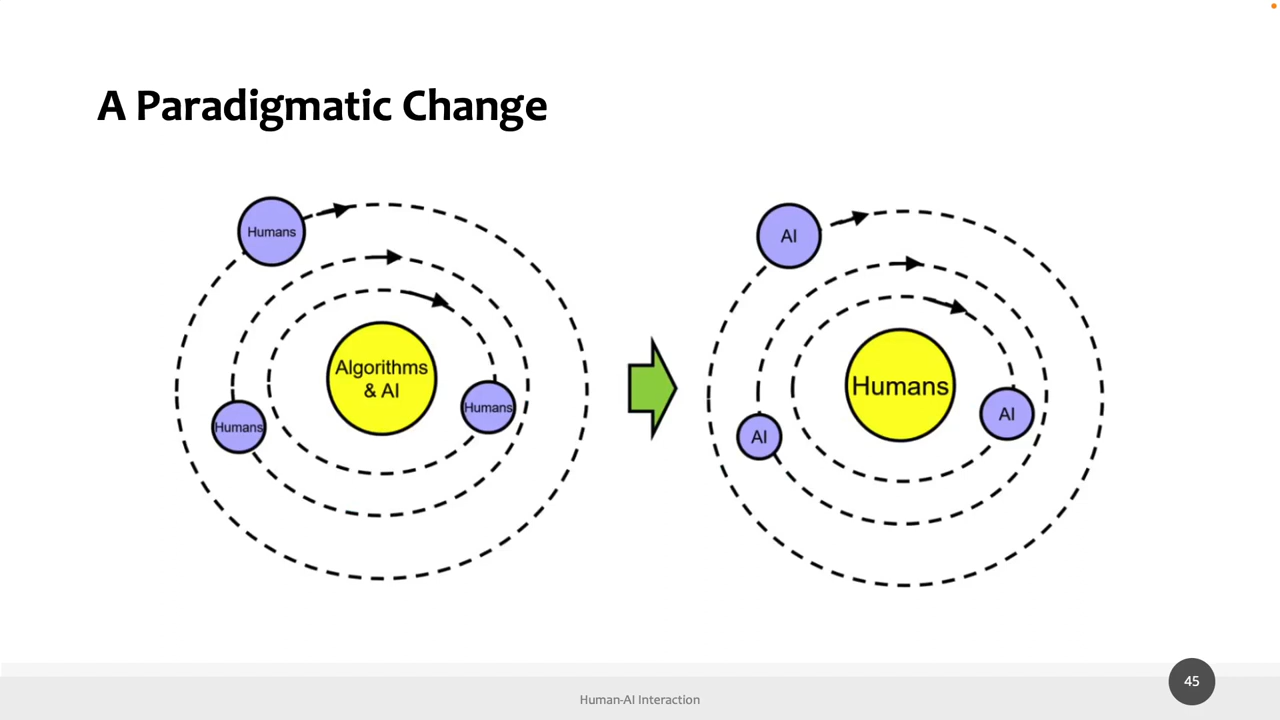 A Paradigmatic Change
Humans
Algorithms
& AI
Humans
Humans
AI
Humans
AI
AI
Human-AI Interaction
45